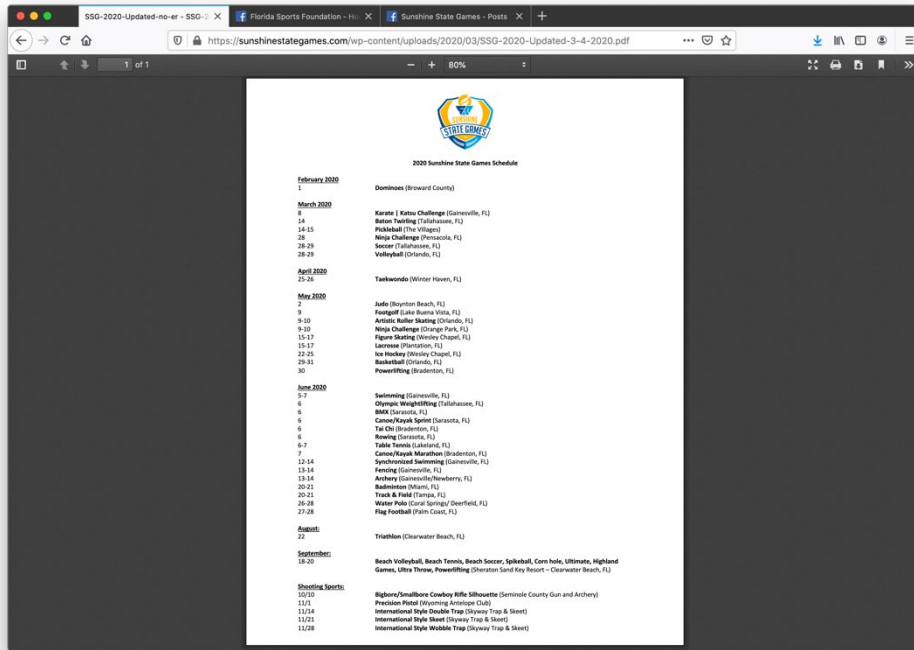 SSG-2020-Updated-no-er - SSG-2
Florida Sports Foundation - Ho
Sunshine State Games - Posts
https://sunshinestategames.com/wp-content/uploads/2020/03/SSG-2020-Updated-3-4-2020.pdf
1 of 1
80%
SUNSHINE
STATE GAMES
2020 Sunshine State Games Schedule
February 2020
1 Dominoes (Broward County)
March 2020
8 Karate | Katsu Challenge (Gainesville, FL)
14 Baton Twirling (Tallahassee, FL)
14-15 Pickleball (The Villages)
28 Ninja Challenge (Pensacola, FL)
28-29 Soccer (Tallahassee, FL)
28-29 Volleyball (Orlando, FL)
April 2020
25-26 Taekwondo (Winter Haven, FL)
May 2020
2 Judo (Boynton Beach, FL)
9 Footgolf (Lake Buena Vista, FL)
9-10 Artistic Roller Skating (Orlando, FL)
9-10 Ninja Challenge (Orange Park, FL)
15-17 Figure Skating (Wesley Chapel, FL)
15-17 Lacrosse (Plantation, FL)
22-25 Ice Hockey (Wesley Chapel, FL)
29-31 Basketball (Orlando, FL)
30 Powerlifting (Bradenton, FL)
June 2020
5-7 Swimming (Gainesville, FL)
6 Olympic Weightlifting (Tallahassee, FL)
6 BMX (Sarasota, FL)
6 Canoe/Kayak Sprint (Sarasota, FL)
6 Tai Chi (Bradenton, FL)
6 Rowing (Sarasota, FL)
6-7 Table Tennis (Lakeland, FL)
7 Canoe/Kayak Marathon (Bradenton, FL)
12-14 Synchronized Swimming (Gainesville, FL)
13-14 Fencing (Gainesville, FL)
13-14 Archery (Gainesville/Newberry, FL)
20-21 Badminton (Miami, FL)
20-21 Track & Field (Tampa, FL)
26-28 Water Polo (Coral Springs/ Deerfield, FL)
27-28 Flag Football (Palm Coast, FL)
August:
22 Triathlon (Clearwater Beach, FL)
September:
18-20 Beach Volleyball, Beach Tennis, Beach Soccer, Spikeball, Corn hole, Ultimate, Highland
Games, Ultra Throw, Powerlifting (Sheraton Sand Key Resort – Clearwater Beach, FL)
Shooting Sports:
10/10 Bigbore/Smallbore Cowboy Rifle Silhouette (Seminole County Gun and Archery)
11/1 Precision Pistol (Wyoming Antelope Club)
11/14 International Style Double Trap (Skyway Trap & Skeet)
11/21 International Style Skeet (Skyway Trap & Skeet)
11/28 International Style Wobble Trap (Skyway Trap & Skeet)